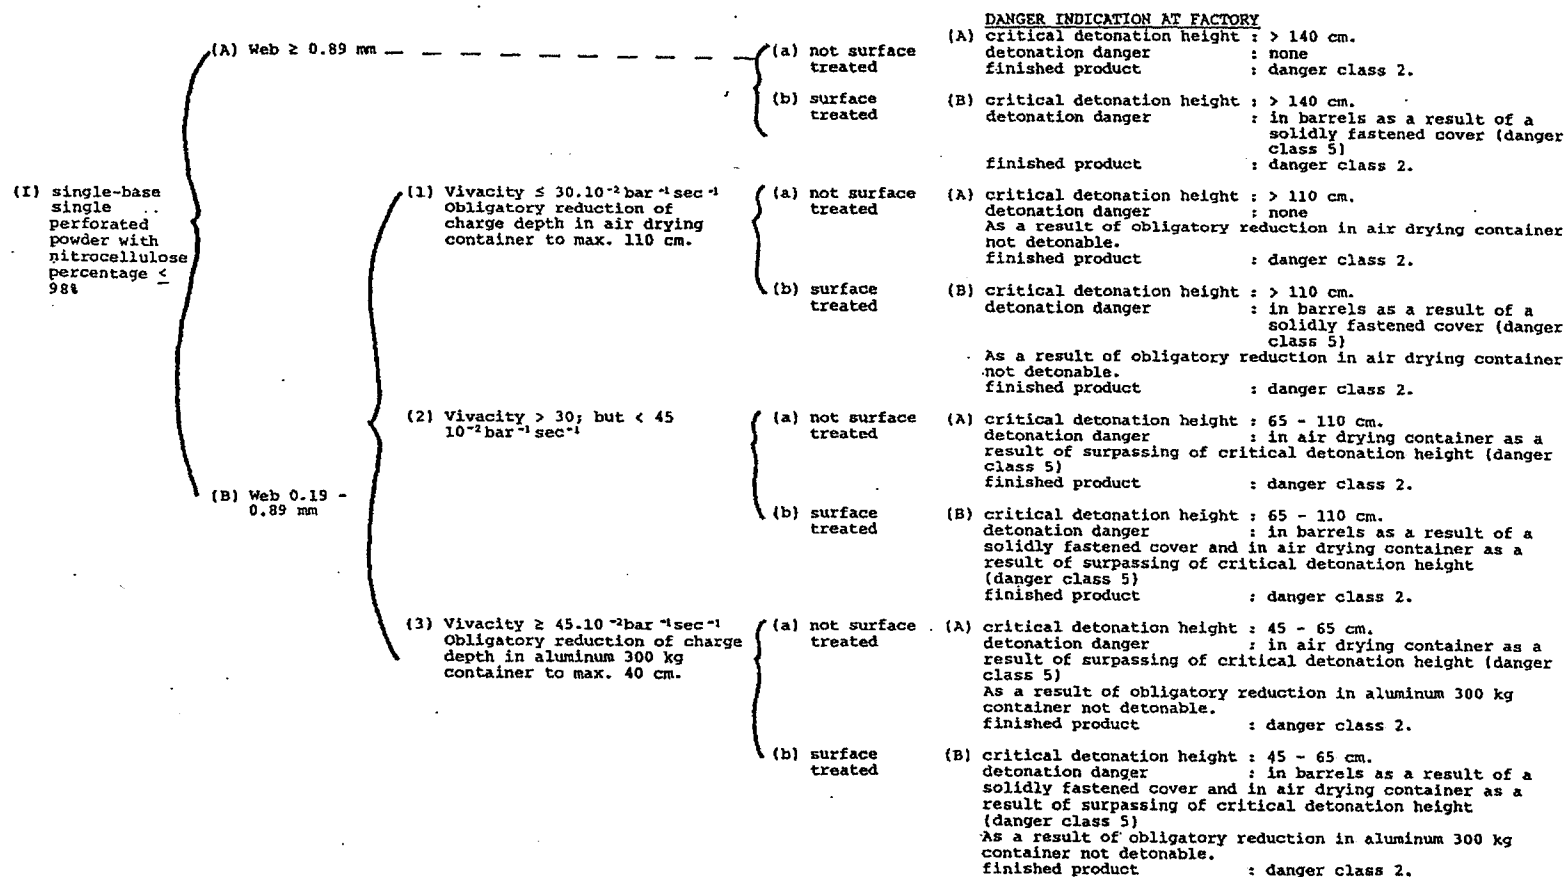 DANGER INDICATION AT FACTORY
(I) single-base
single
perforated
powder with
nitrocellulose
percentage ≤
98%
(A) Web ≥ 0.89 mm
(a) not surface
treated
(A) critical detonation height : > 140 cm.
detonation danger : none
finished product : danger class 2.
(b) surface
treated
(B) critical detonation height : > 140 cm.
detonation danger : in barrels as a result of a
solidly fastened cover (danger
class 5)
finished product : danger class 2.
(B) Web 0.19 -
0.89 mm
(1) Vivacity ≤ 30.10⁻² bar⁻¹ sec⁻¹
Obligatory reduction of
charge depth in air drying
container to max. 110 cm.
(a) not surface
treated
(A) critical detonation height : > 110 cm.
detonation danger : none
As a result of obligatory reduction in air drying container
not detonable.
finished product : danger class 2.
(b) surface
treated
(B) critical detonation height : > 110 cm.
detonation danger : in barrels as a result of a
solidly fastened cover (danger
class 5)
As a result of obligatory reduction in air drying container
not detonable.
finished product : danger class 2.
(2) Vivacity > 30; but < 45
10⁻² bar⁻¹ sec⁻¹
(a) not surface
treated
(A) critical detonation height : 65 - 110 cm.
detonation danger : in air drying container as a
result of surpassing of critical detonation height (danger
class 5)
finished product : danger class 2.
(b) surface
treated
(B) critical detonation height : 65 - 110 cm.
detonation danger : in barrels as a result of a
solidly fastened cover and in air drying container as a
result of surpassing of critical detonation height
(danger class 5)
finished product : danger class 2.
(3) Vivacity ≥ 45.10⁻² bar⁻¹ sec⁻¹
Obligatory reduction of charge
depth in aluminum 300 kg
container to max. 40 cm.
(a) not surface
treated
(A) critical detonation height : 45 - 65 cm.
detonation danger : in air drying container as a
result of surpassing of critical detonation height (danger
class 5)
As a result of obligatory reduction in aluminum 300 kg
container not detonable.
finished product : danger class 2.
(b) surface
treated
(B) critical detonation height : 45 - 65 cm.
detonation danger : in barrels as a result of a
solidly fastened cover and in air drying container as a
result of surpassing of critical detonation height
(danger class 5)
As a result of obligatory reduction in aluminum 300 kg
container not detonable.
finished product : danger class 2.